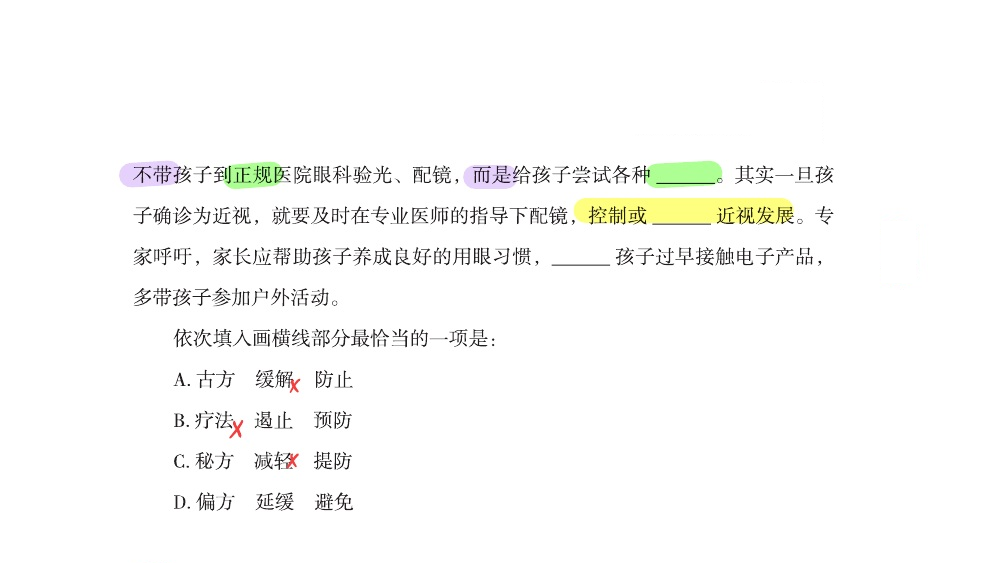 不带孩子到正规医院眼科验光、配镜，而是给孩子尝试各种 ______。其实一旦孩
子确诊为近视，就要及时在专业医师的指导下配镜，控制或 ______ 近视发展。专
家呼吁，家长应帮助孩子养成良好的用眼习惯，______ 孩子过早接触电子产品，
多带孩子参加户外活动。
依次填入画横线部分最恰当的一项是：
A. 古方 缓解 防止
B. 疗法 遏止 预防
C. 秘方 减轻 提防
D. 偏方 延缓 避免